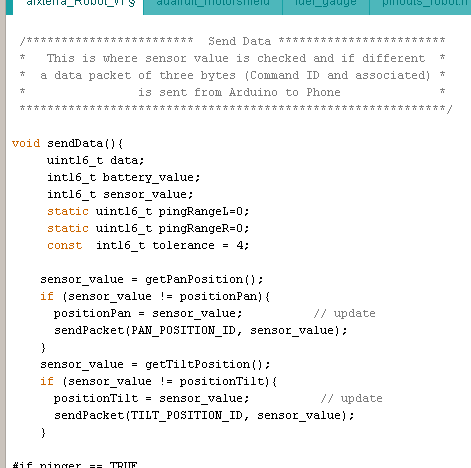 aixterra_Robot_v1 § adafruit_motorshield fuel_gauge pinouts_robot.h
/************************ Send Data ************************
* This is where sensor value is checked and if different *
* a data packet of three bytes (Command ID and associated) *
* is sent from Arduino to Phone *
*************************************************************/
void sendData(){
uint16_t data;
int16_t battery_value;
int16_t sensor_value;
static uint16_t pingRangeL=0;
static uint16_t pingRangeR=0;
const int16_t tolerance = 4;
sensor_value = getPanPosition();
if (sensor_value != positionPan){
positionPan = sensor_value; // update
sendPacket(PAN_POSITION_ID, sensor_value);
}
sensor_value = getTiltPosition();
if (sensor_value != positionTilt){
positionTilt = sensor_value; // update
sendPacket(TILT_POSITION_ID, sensor_value);
}
#if pinger == TRUE